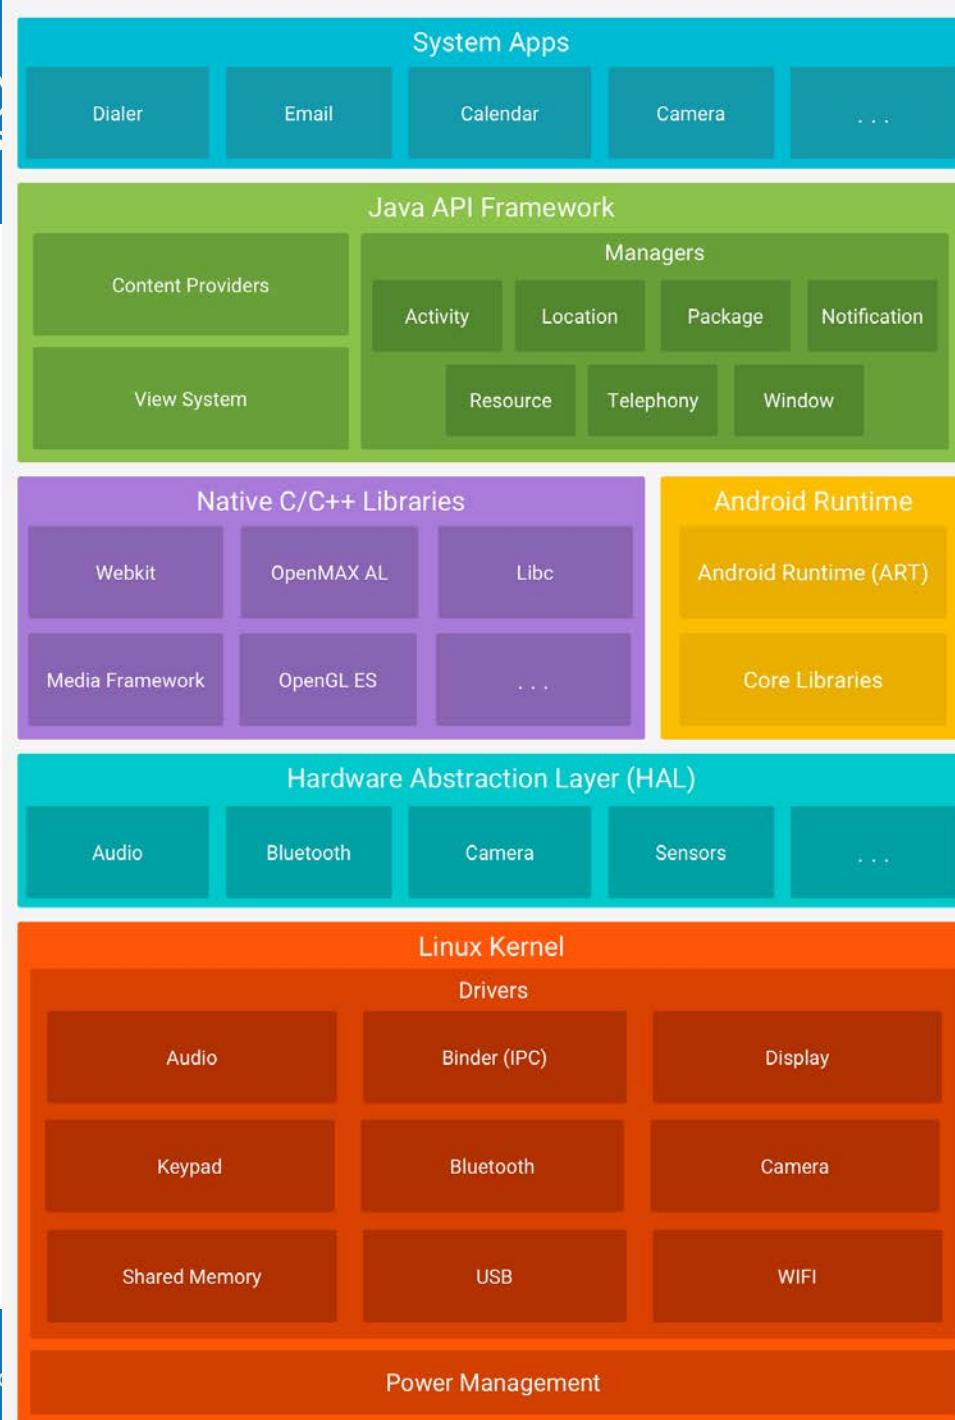 System Apps
Dialer Email Calendar Camera . . .
Java API Framework
Content Providers
View System
Managers
Activity Location Package Notification
Resource Telephony Window
Native C/C++ Libraries
Webkit OpenMAX AL Libc
Media Framework OpenGL ES . . .
Android Runtime
Android Runtime (ART)
Core Libraries
Hardware Abstraction Layer (HAL)
Audio Bluetooth Camera Sensors . . .
Linux Kernel
Drivers
Audio Binder (IPC) Display
Keypad Bluetooth Camera
Shared Memory USB WIFI
Power Management